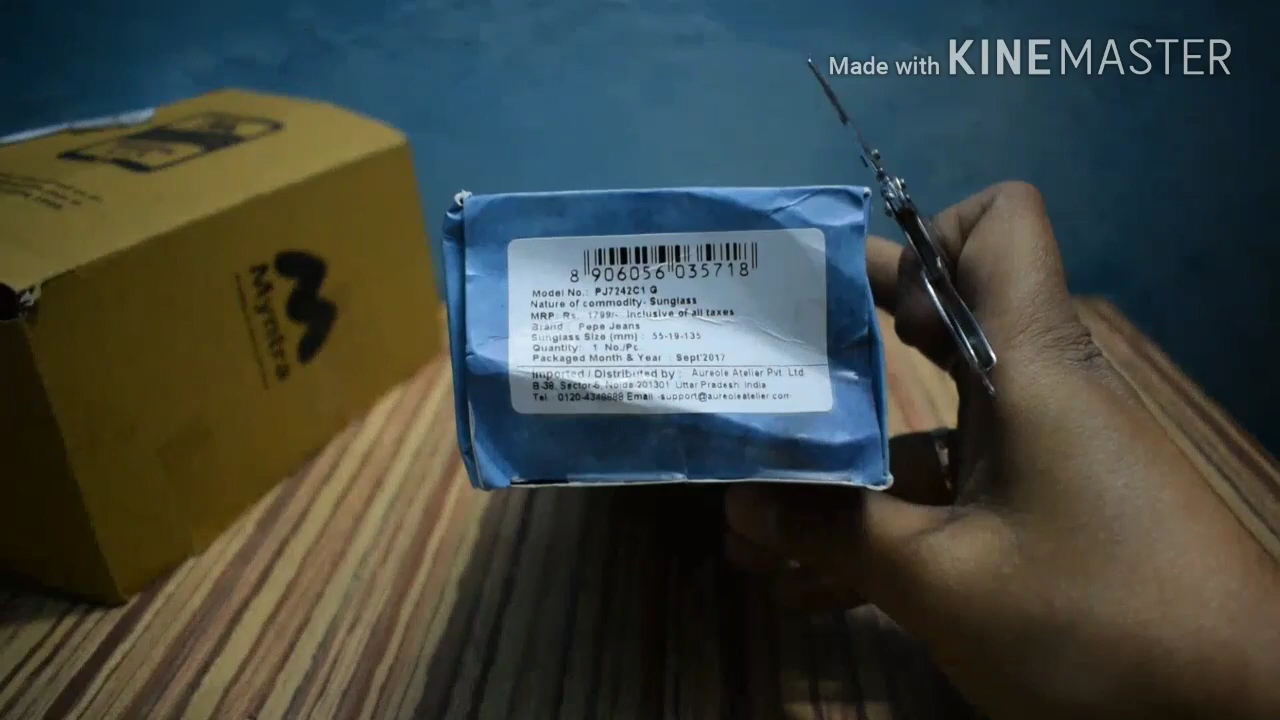 Made with KINEMASTER
Myntra
8 906056 035718
Model No.: PJ7242C1 G
Nature of commodity- Sunglass
MRP: Rs. 1799/- Inclusive of all taxes
Brand : Pepe Jeans
Sunglass Size (mm) : 55-19-135
Quantity: 1 No./Pc
Packaged Month & Year : Sept'2017
Imported / Distributed by : Aureole Atelier Pvt. Ltd.
B-38, Sector-6, Noida-201301 Uttar Pradesh India
Tel. 0120-4348888 Email -support@aureoleatelier.com